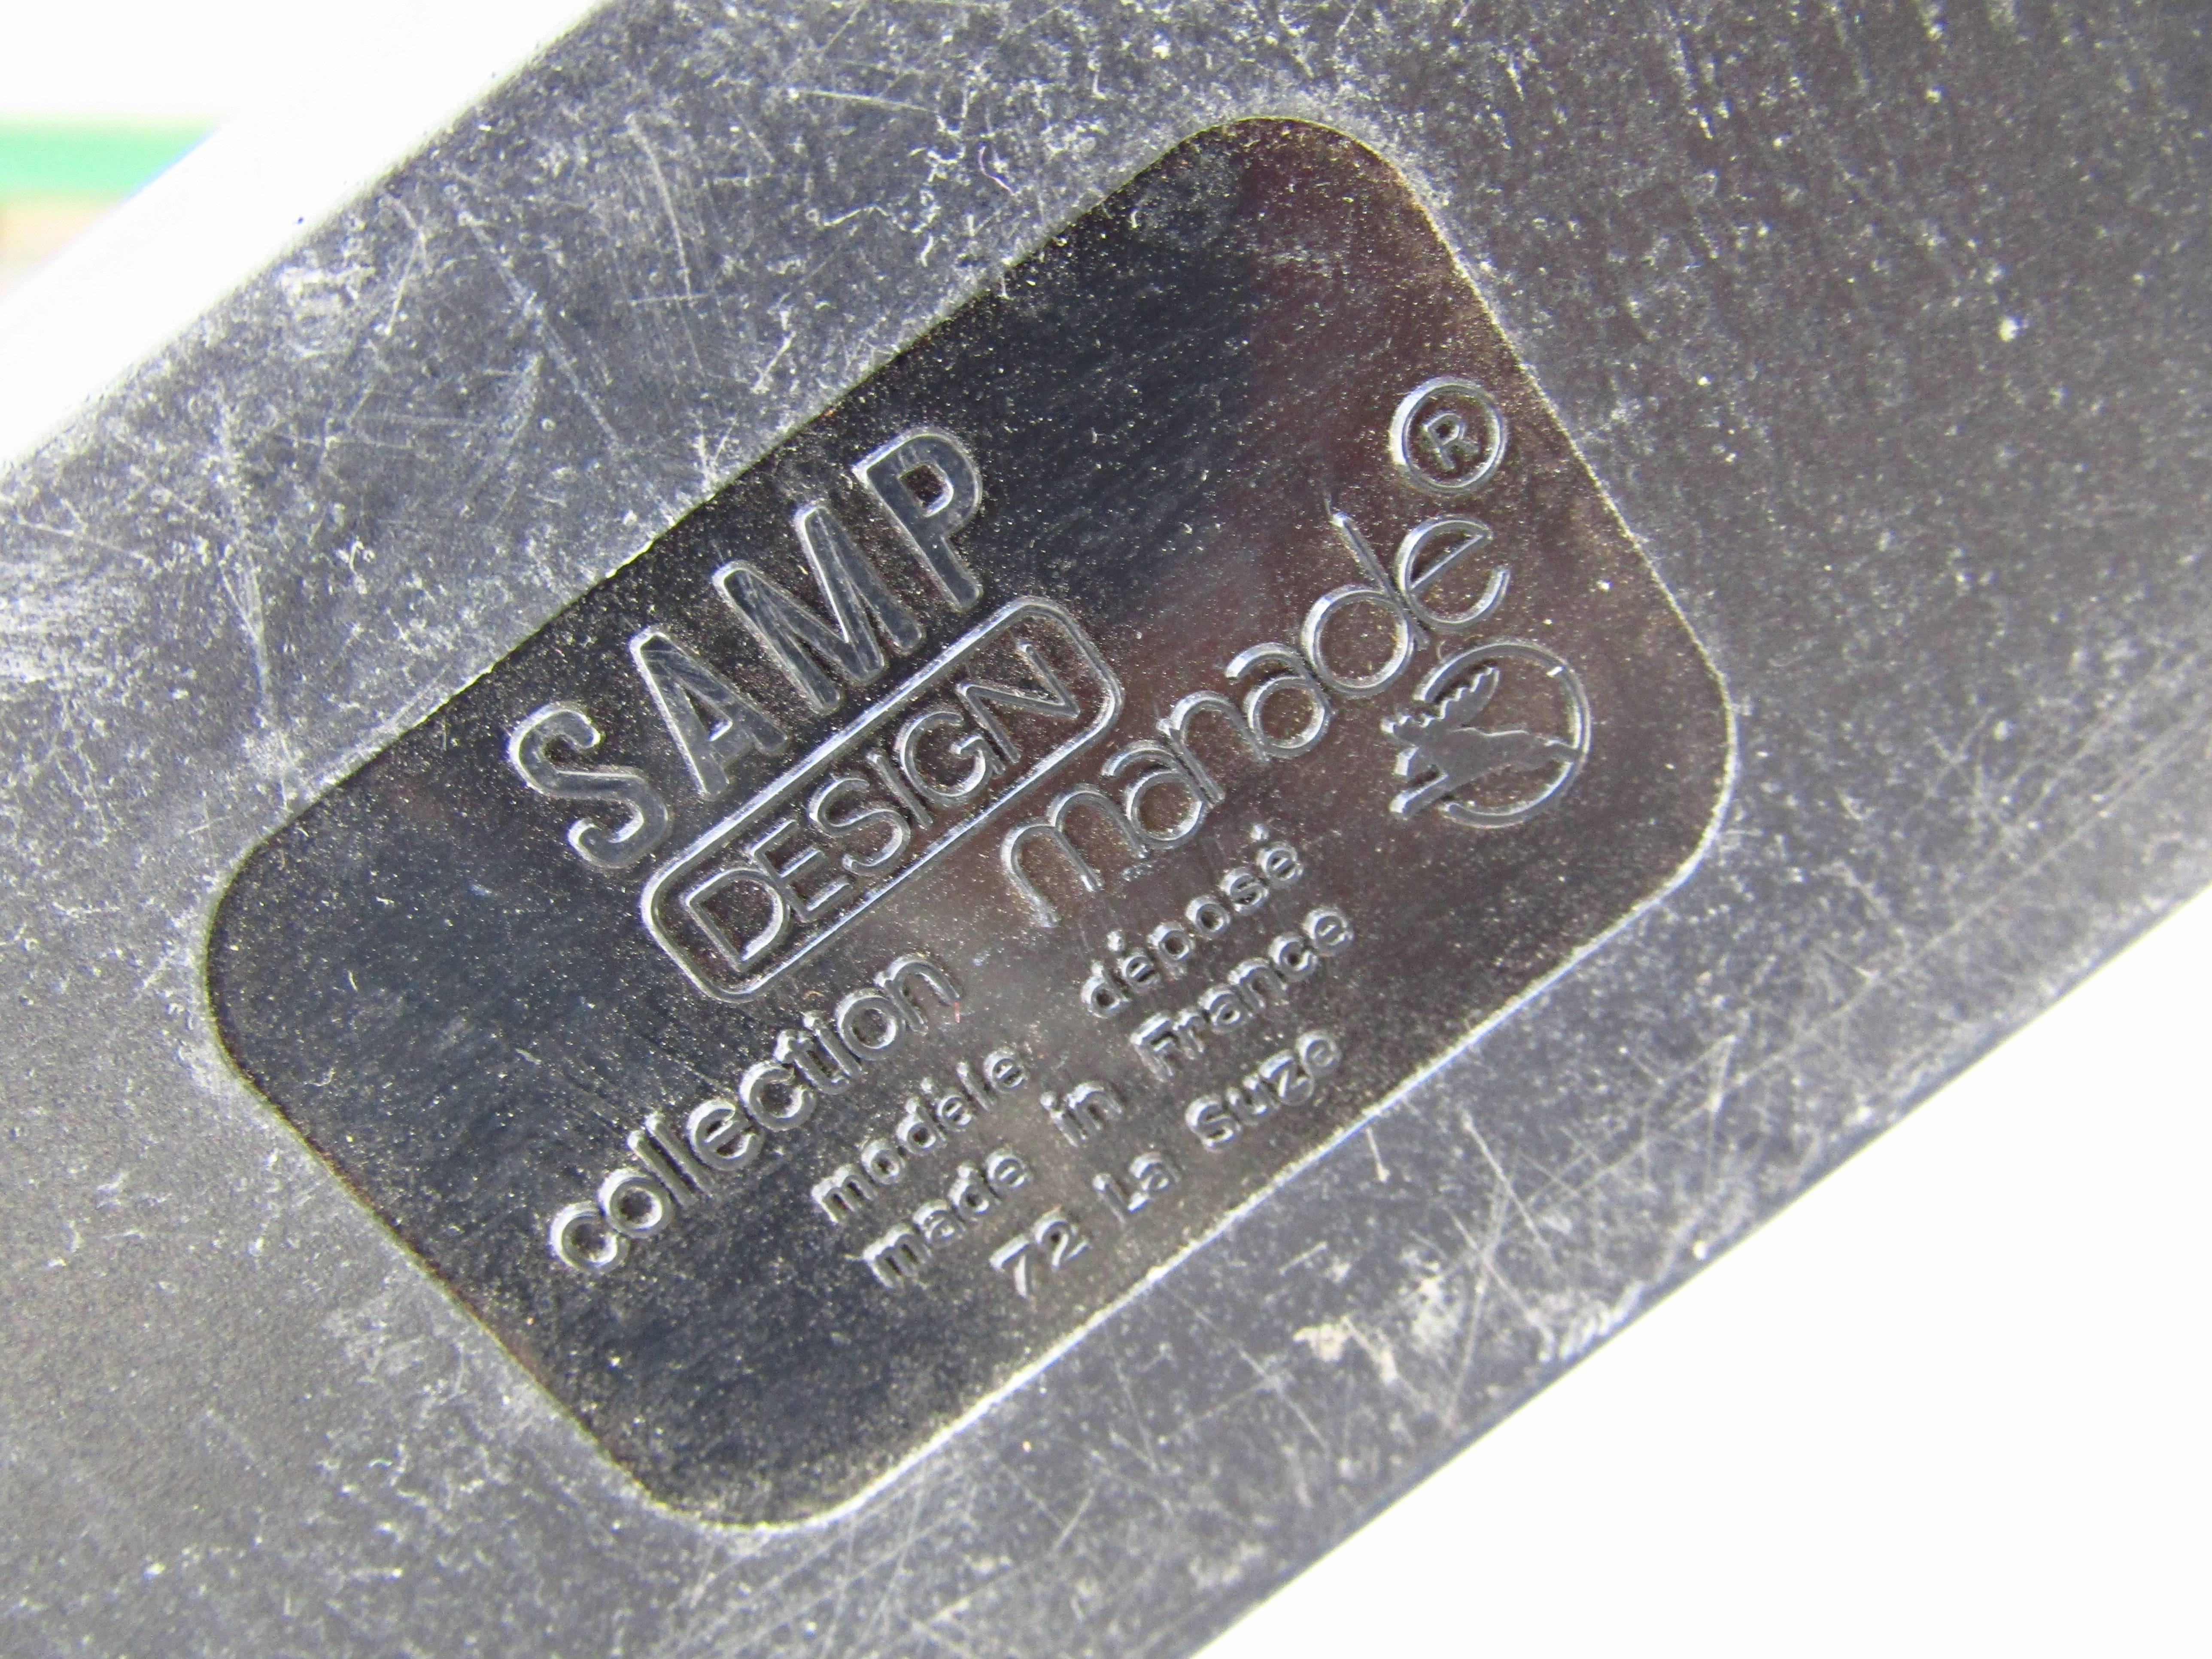 SAMP
DESIGN
collection manade ®
modèle déposé
made in France
72 La Suze